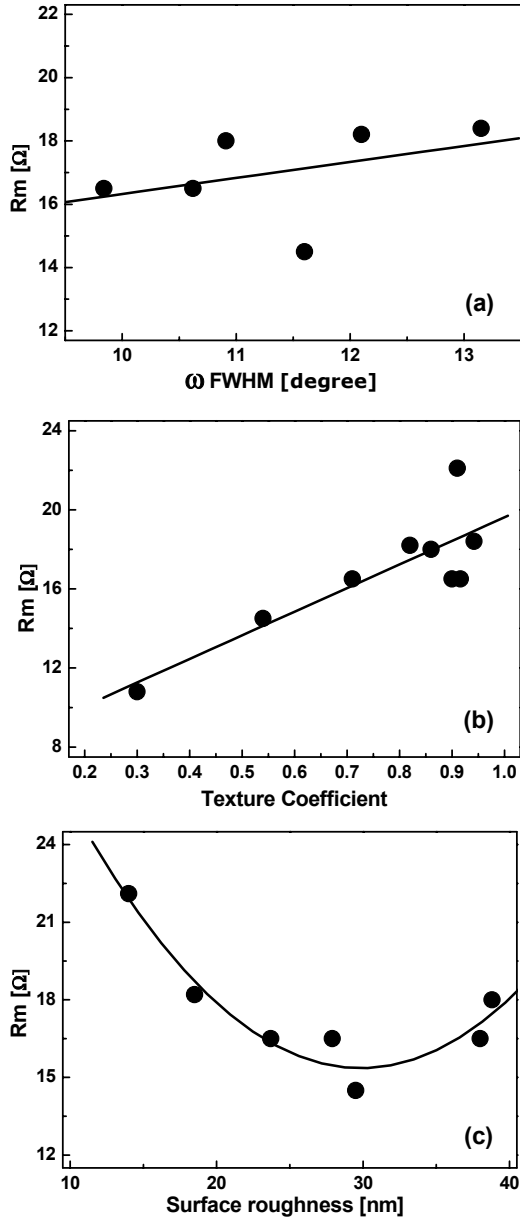 22
20
18
16
14
12
Rm [Ω]
(a)
10 11 12 13
ω FWHM [degree]
24
20
16
12
8
Rm [Ω]
(b)
0.2 0.3 0.4 0.5 0.6 0.7 0.8 0.9 1.0
Texture Coefficient
24
21
18
15
12
Rm [Ω]
(c)
10 20 30 40
Surface roughness [nm]